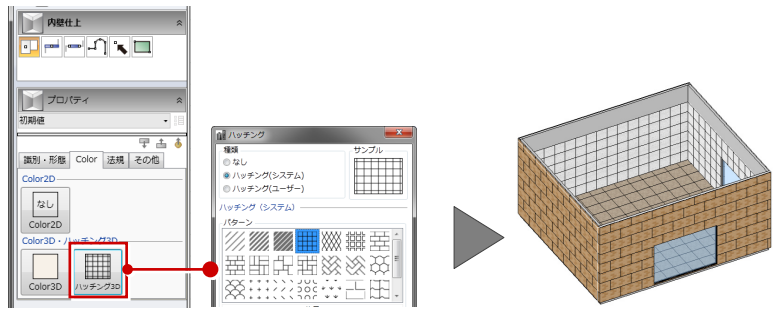 内壁仕上
プロパティ
初期値
識別・形態 Color 法規 その他
Color2D
なし
Color2D
Color3D・ハッチング3D
Color3D ハッチング3D
ハッチング
種類
なし
ハッチング(システム)
ハッチング(ユーザー)
サンプル
ハッチング（システム）
パターン